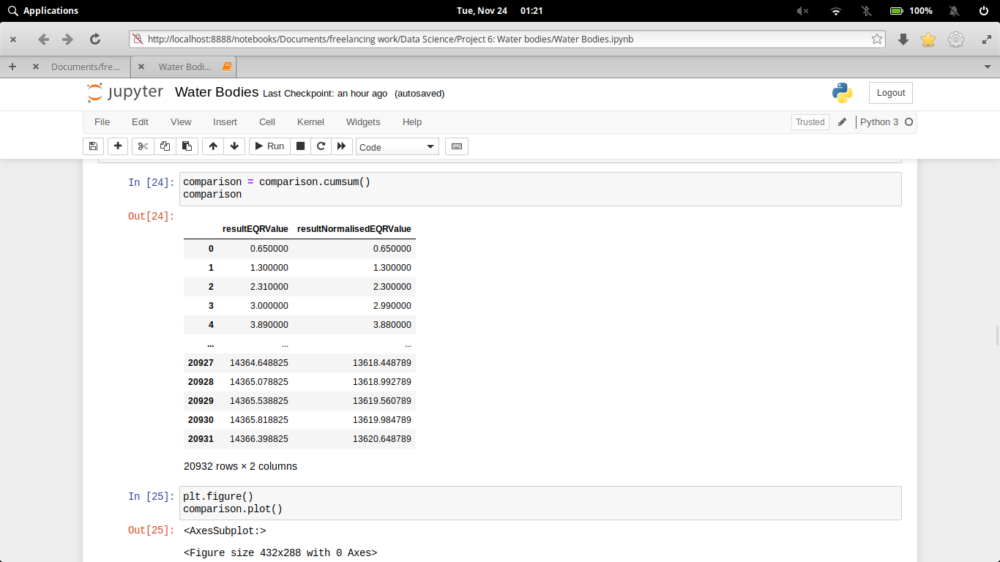 Applications
Tue, Nov 24 01:21
100%
http://localhost:8888/notebooks/Documents/freelancing work/Data Science/Project 6: Water bodies/Water Bodies.ipynb
Documents/fre...
Water Bodi...
jupyter Water Bodies Last Checkpoint: an hour ago (autosaved)
Logout
File Edit View Insert Cell Kernel Widgets Help
Trusted
Python 3
Run
Code
In [24]: comparison = comparison.cumsum()
comparison
Out[24]:
resultEQRValue resultNormalisedEQRValue
0 0.650000 0.650000
1 1.300000 1.300000
2 2.310000 2.300000
3 3.000000 2.990000
4 3.890000 3.880000
... ... ...
20927 14364.648825 13618.448789
20928 14365.078825 13618.992789
20929 14365.538825 13619.560789
20930 14365.818825 13619.984789
20931 14366.398825 13620.648789
20932 rows × 2 columns
In [25]: plt.figure()
comparison.plot()
Out[25]: <AxesSubplot:>
<Figure size 432x288 with 0 Axes>